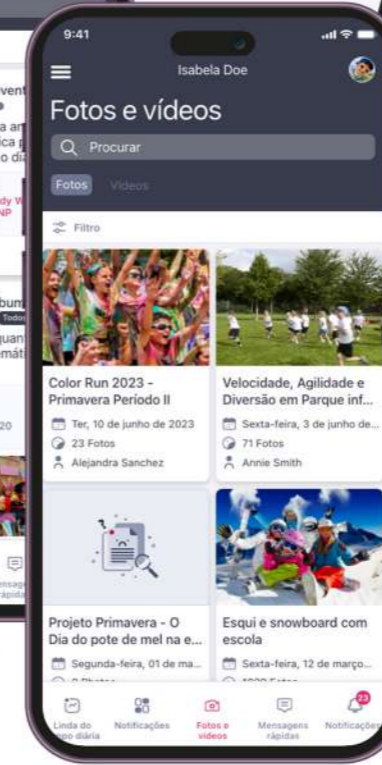 9:41
Isabela Doe
Fotos e vídeos
Procurar
Fotos Vídeos
Filtro
Color Run 2023 -
Primavera Período II
Ter, 10 de junho de 2023
23 Fotos
Alejandra Sanchez
Velocidade, Agilidade e
Diversão em Parque inf...
Sexta-feira, 3 de junho de...
71 Fotos
Annie Smith
Projeto Primavera - O
Dia do pote de mel na e...
Segunda-feira, 01 de ma...
Esqui e snowboard com
escola
Sexta-feira, 12 de março...
Linda do
Notificações
Fotos e
vídeos
Mensagens
rápidas
23
Notificações